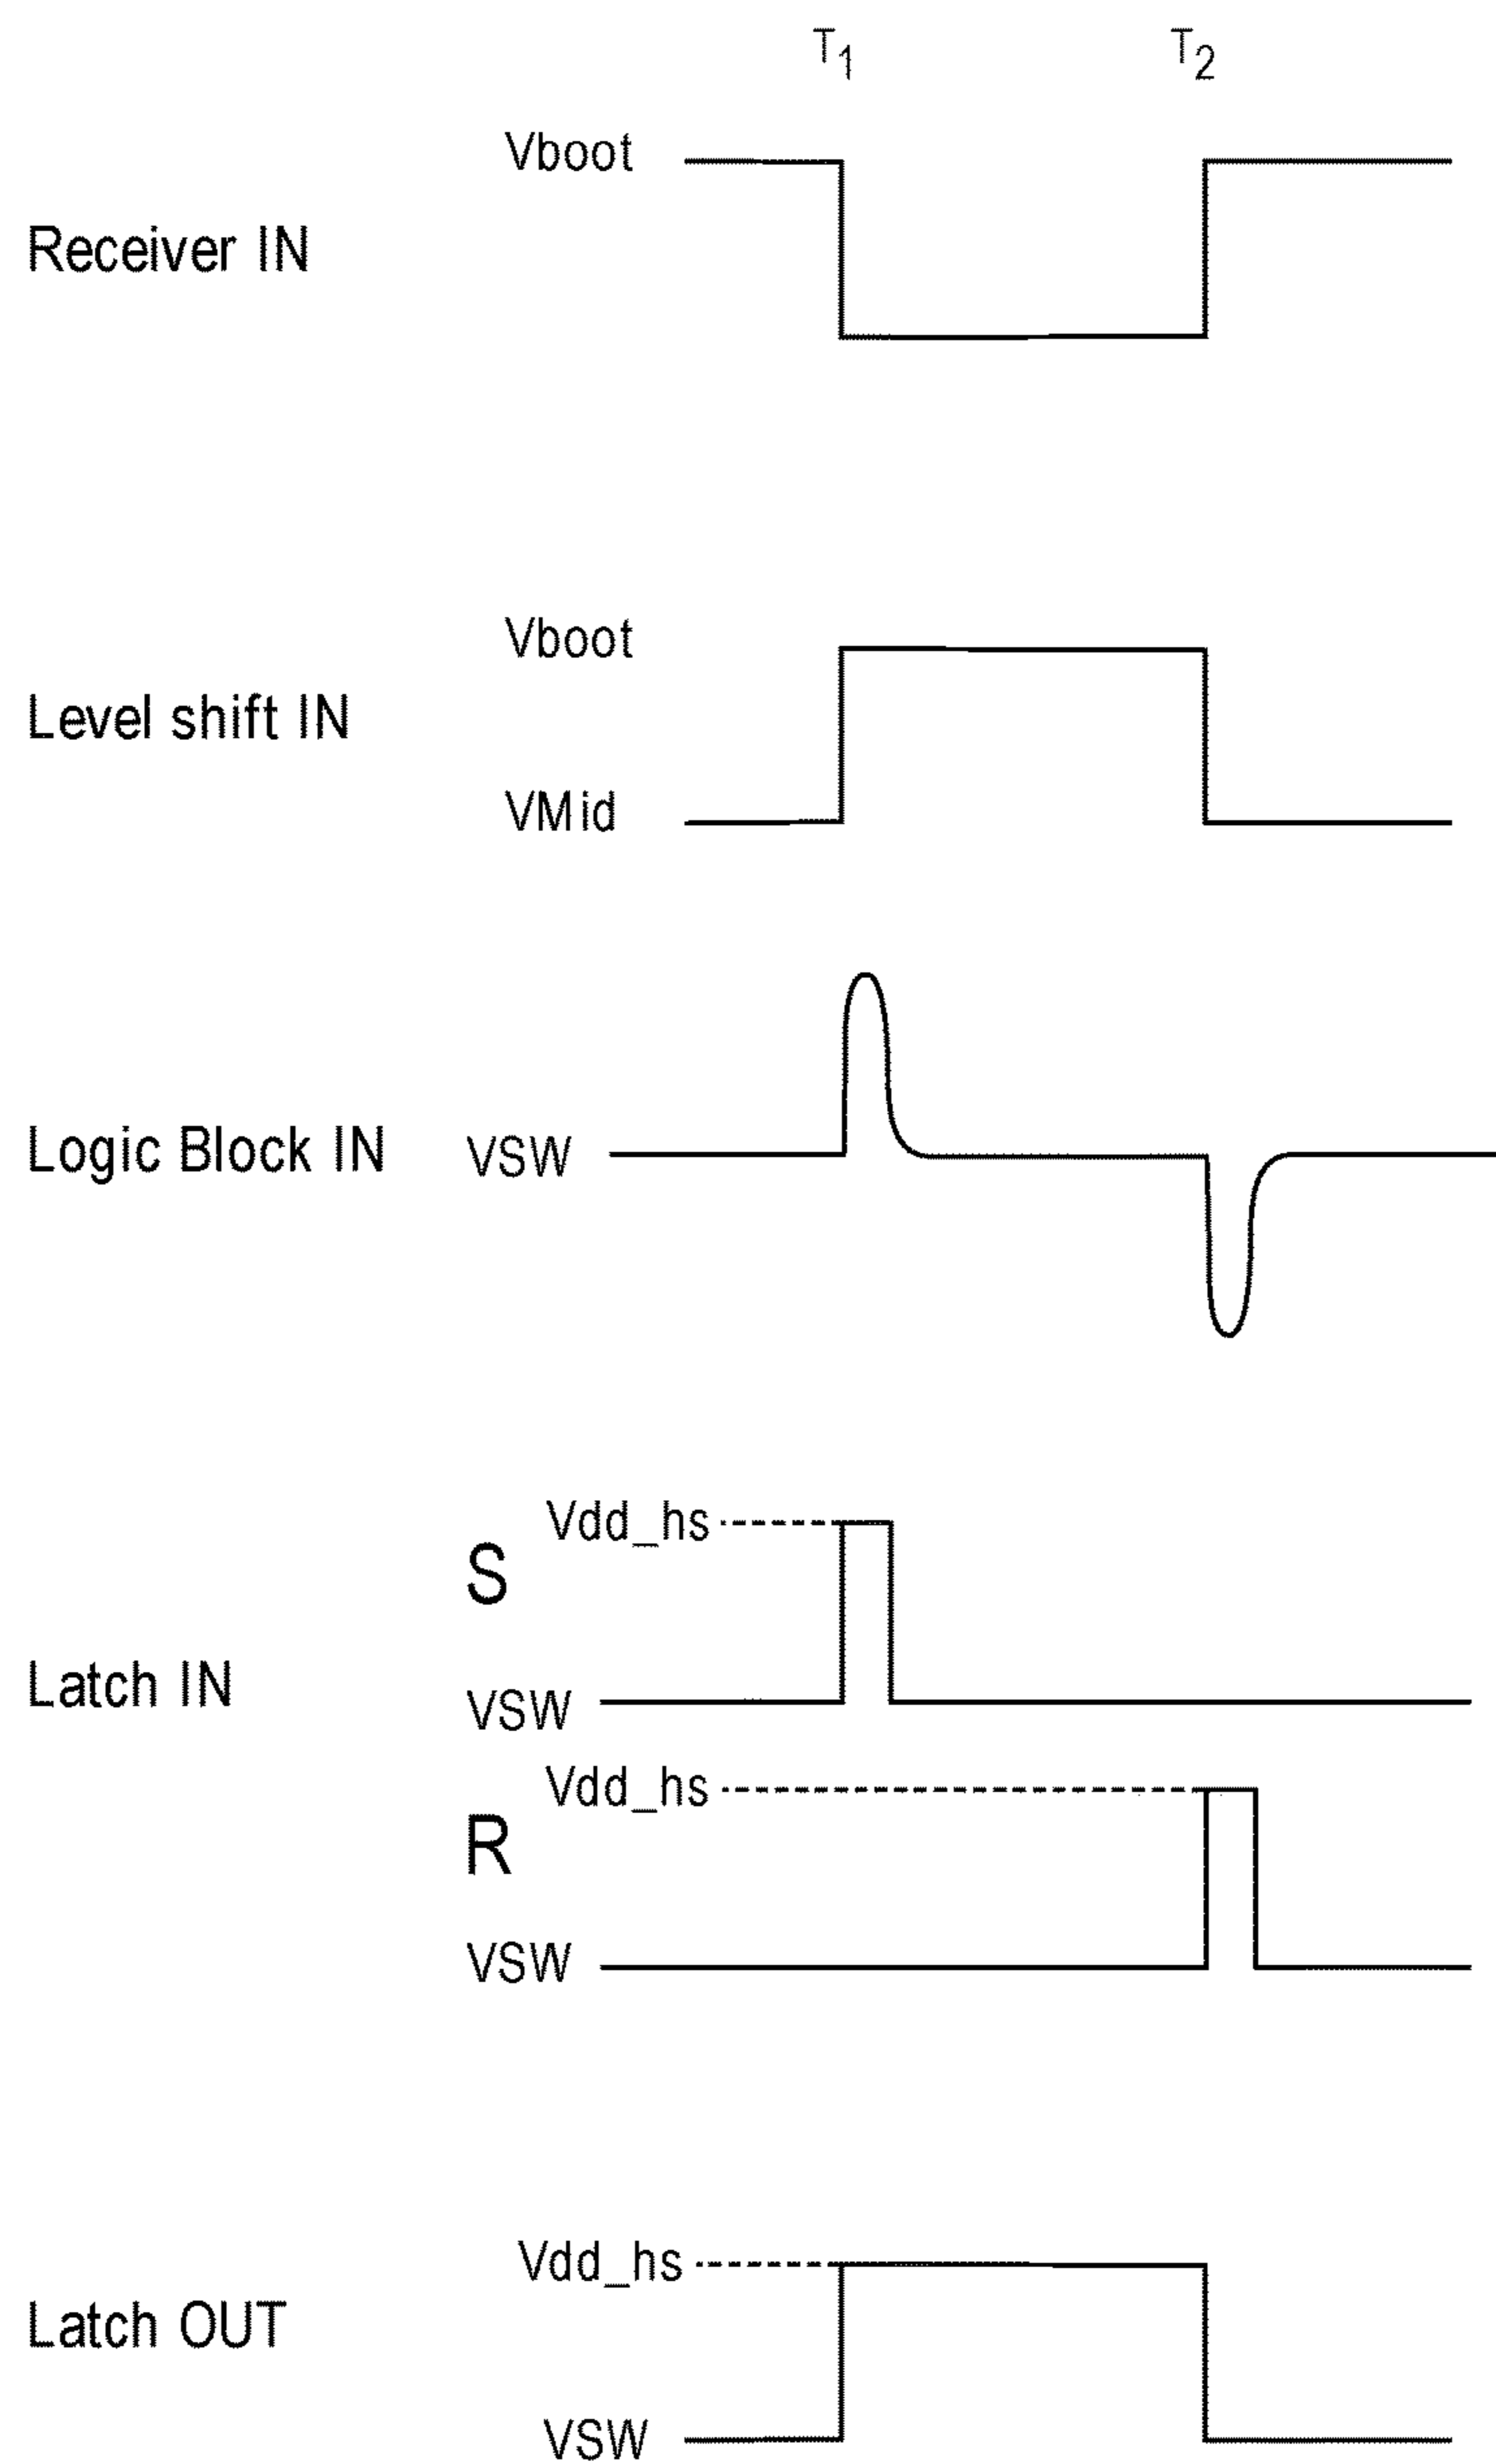 T1 T2
Vboot
Receiver IN
Vboot
Level shift IN
VMid
Logic Block IN VSW
Vdd_hs
S
Latch IN
VSW
Vdd_hs
R
VSW
Vdd_hs
Latch OUT
VSW